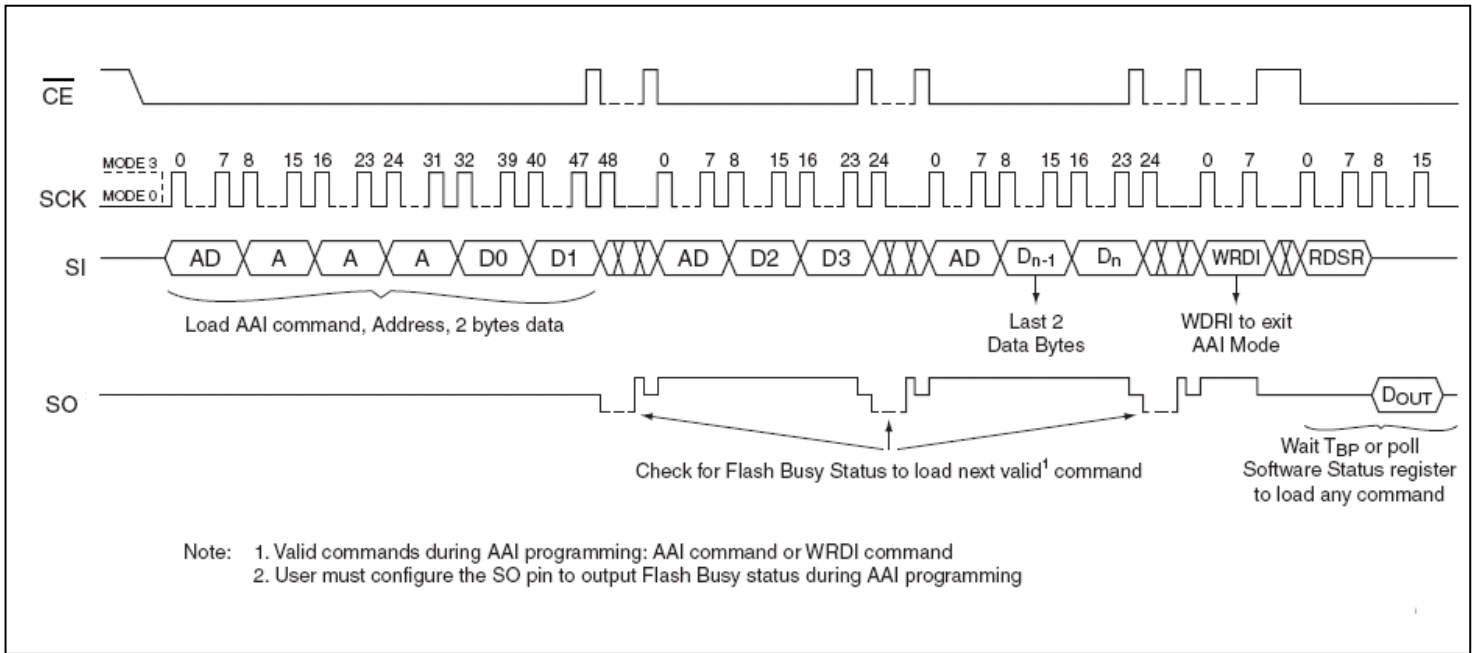 CE
MODE 3
MODE 0
SCK
0 7 8 15 16 23 24 31 32 39 40 47 48 0 7 8 15 16 23 24 0 7 8 15 16 23 24 0 7 0 7 8 15
SI
AD A A A D0 D1 AD D2 D3 AD Dn-1 Dn WRDI RDSR
Load AAI command, Address, 2 bytes data
Last 2
Data Bytes
WDRI to exit
AAI Mode
SO
DOUT
Check for Flash Busy Status to load next valid¹ command
Wait TBP or poll
Software Status register
to load any command
Note: 1. Valid commands during AAI programming: AAI command or WRDI command
2. User must configure the SO pin to output Flash Busy status during AAI programming